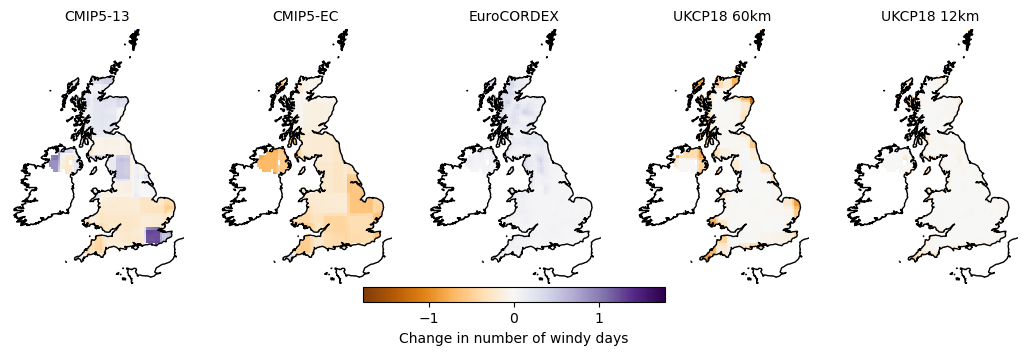 CMIP5-13
CMIP5-EC
EuroCORDEX
UKCP18 60km
UKCP18 12km
−1
0
1
Change in number of windy days